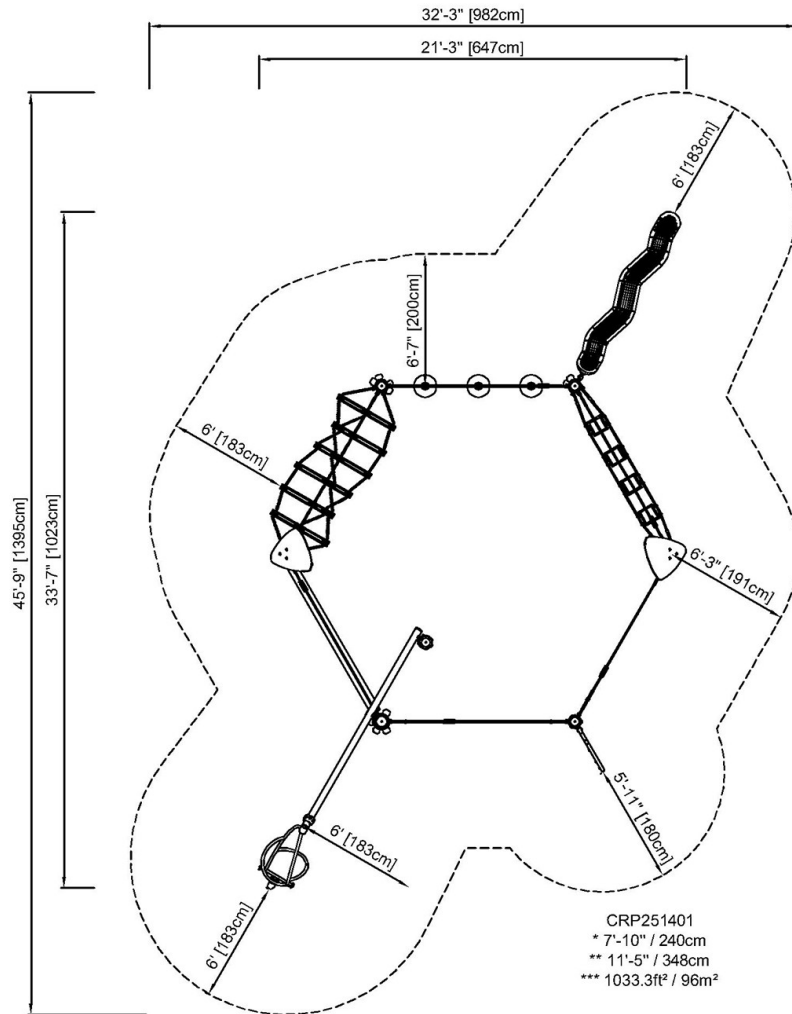 32'-3" [982cm]
21'-3" [647cm]
6' [183cm]
6'-7" [200cm]
6' [183cm]
45'-9" [1395cm]
33'-7" [1023cm]
6'-3" [191cm]
5'-11" [180cm]
6' [183cm]
6' [183cm]
CRP251401
* 7'-10" / 240cm
** 11'-5" / 348cm
*** 1033.3ft² / 96m²